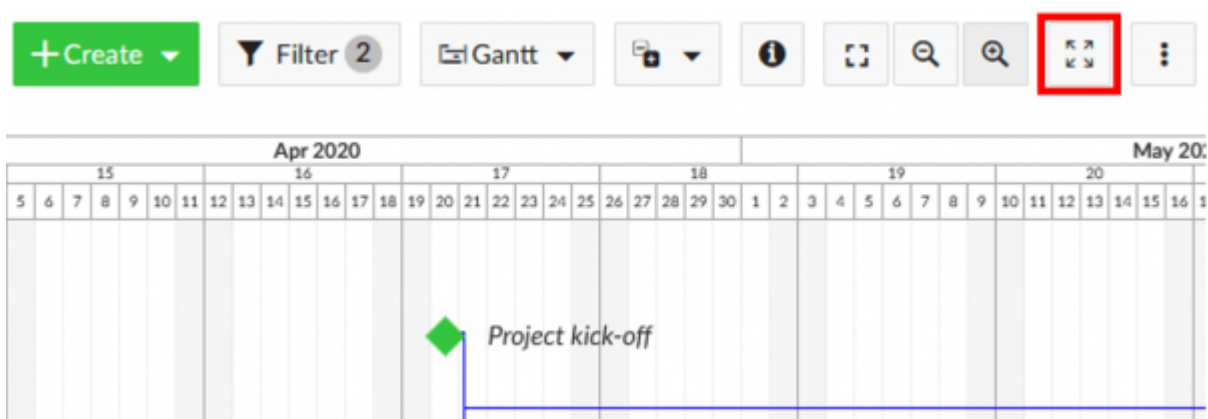 +Create
Filter 2
Gantt
Apr 2020
May 20
15 16 17 18 19 20
5 6 7 8 9 10 11 12 13 14 15 16 17 18 19 20 21 22 23 24 25 26 27 28 29 30 1 2 3 4 5 6 7 8 9 10 11 12 13 14 15 16 1
Project kick-off